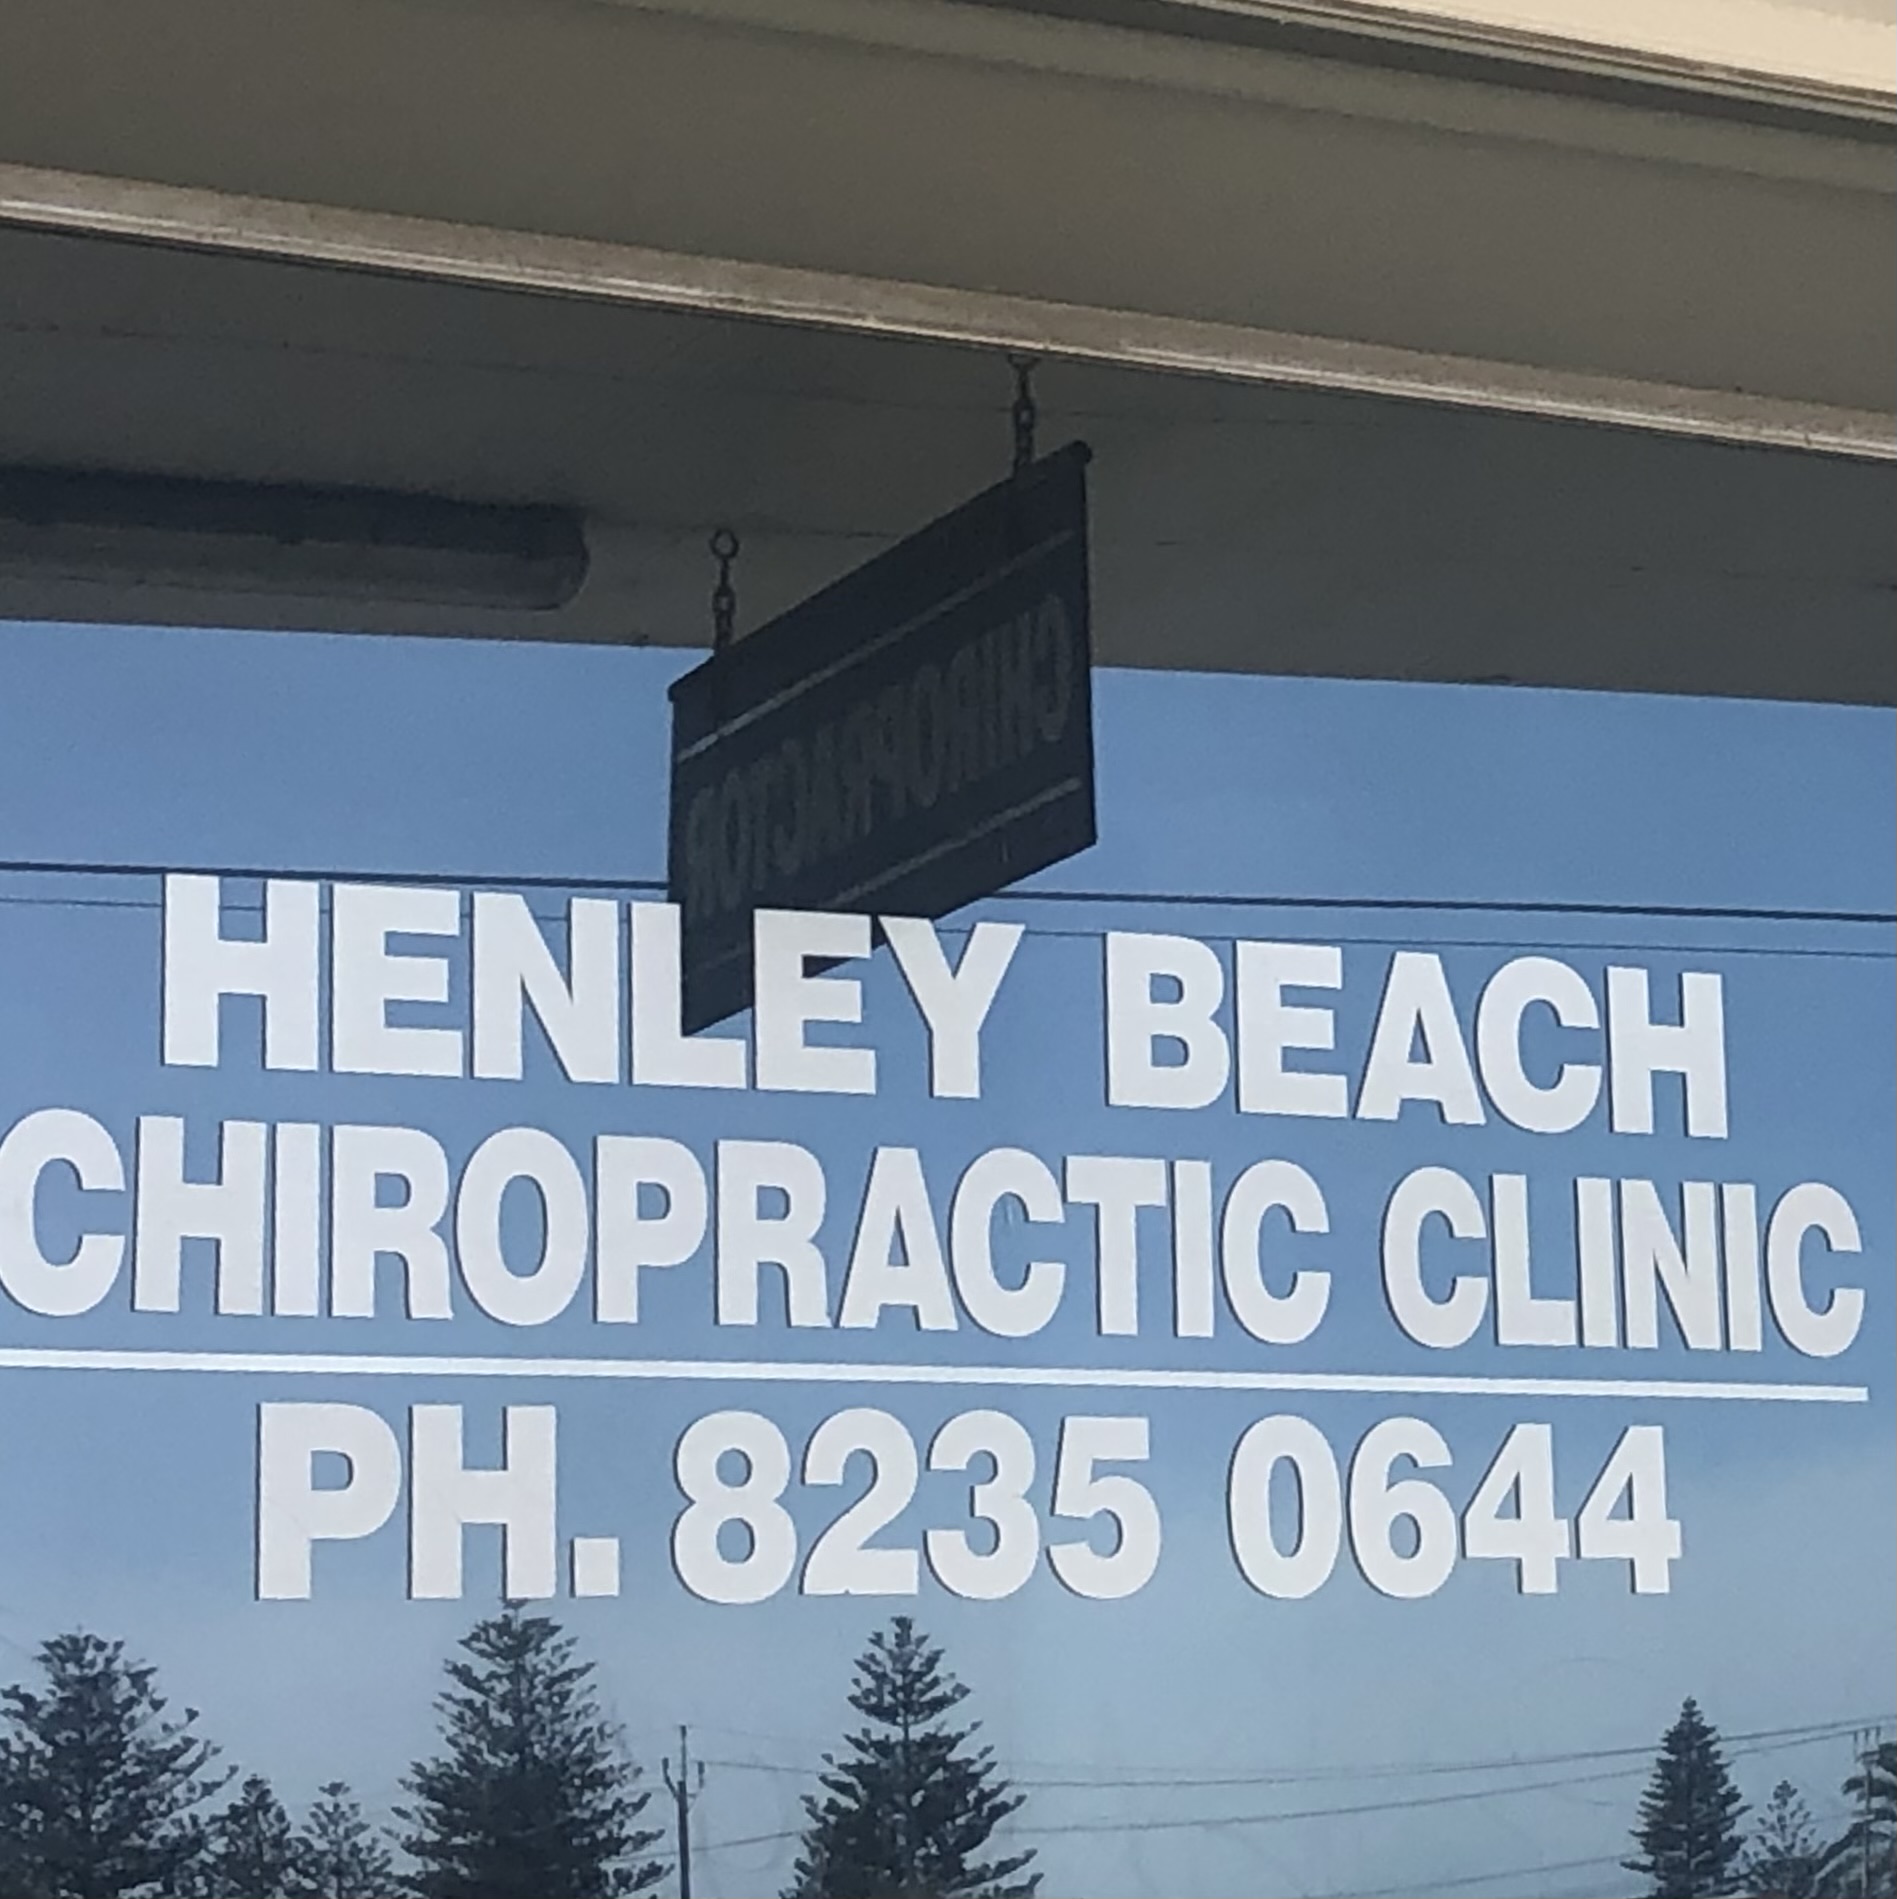 CHIROPRACTOR
HENLEY BEACH
CHIROPRACTIC CLINIC
PH. 8235 0644